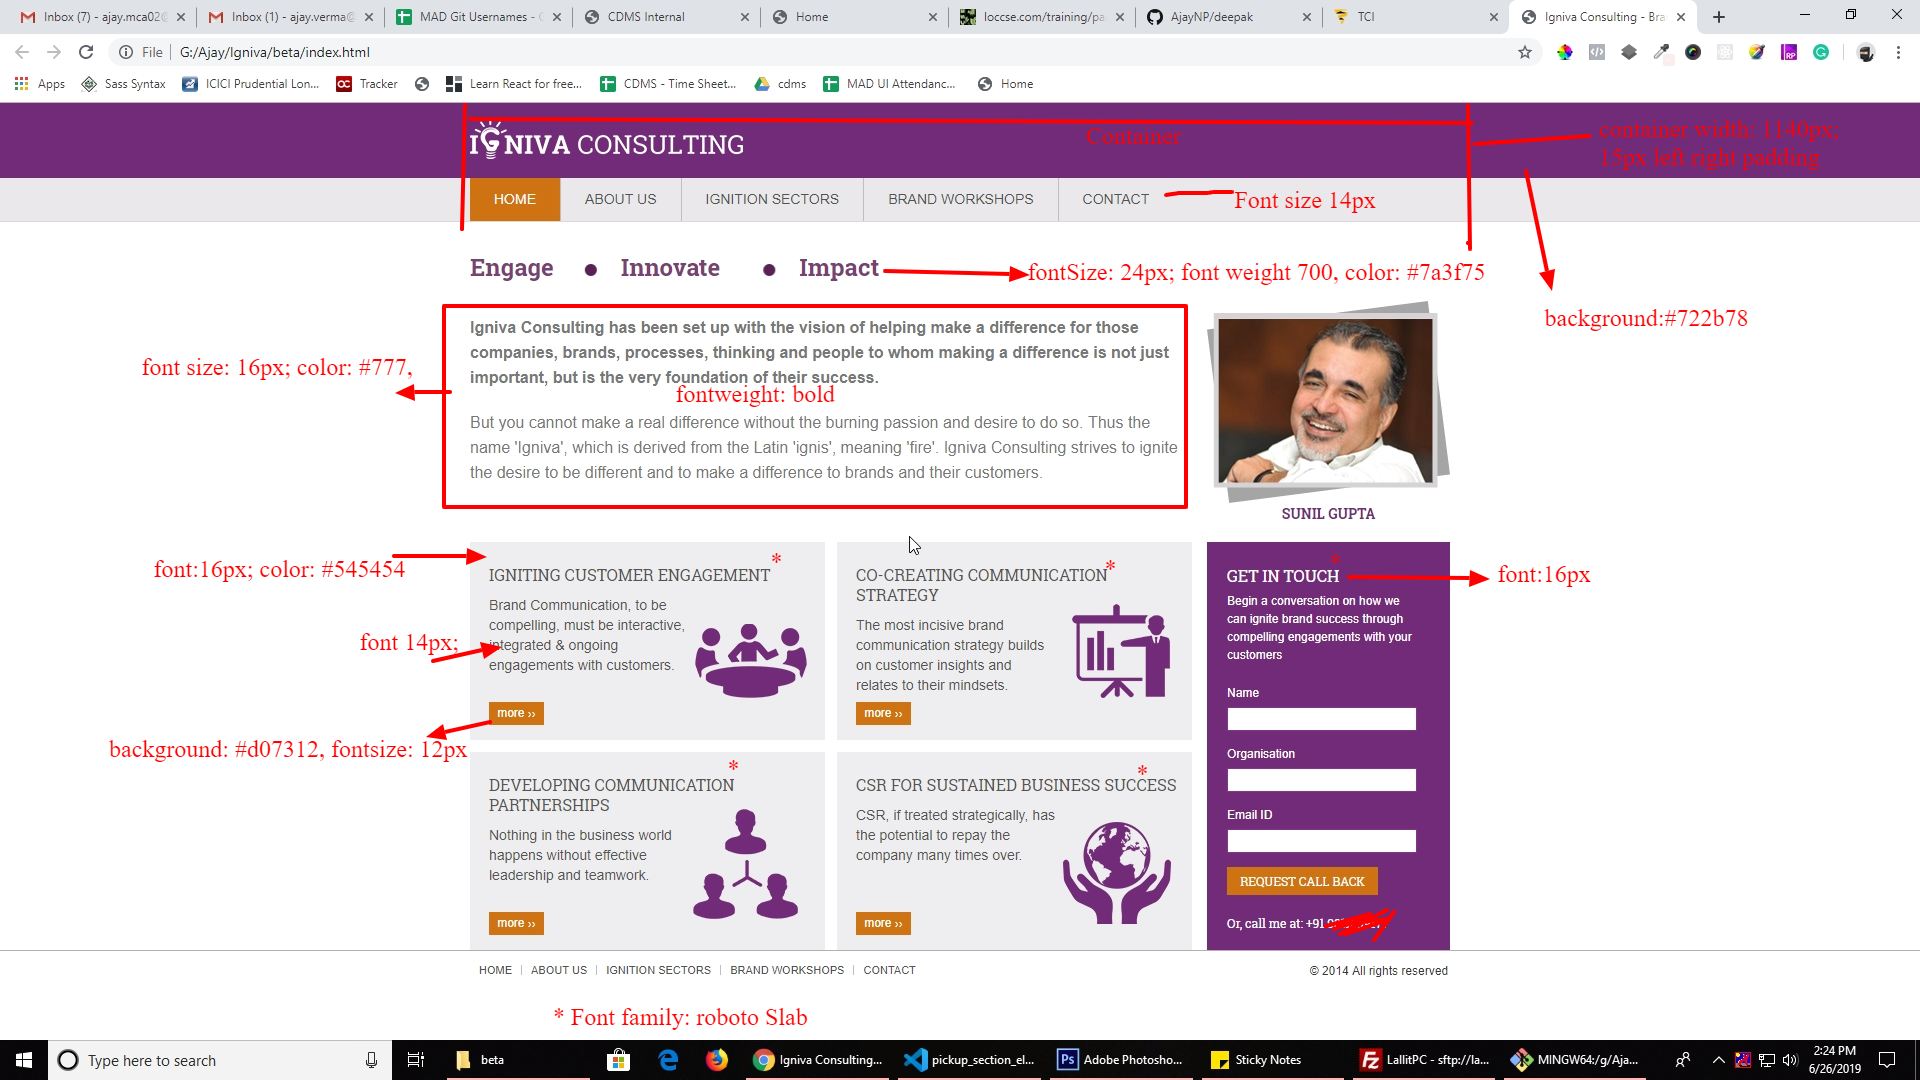 Inbox (7) - ajay.mca02@
Inbox (1) - ajay.verma@
MAD Git Usernames -
CDMS Internal
Home
loccse.com/training/pa
AjayNP/deepak
TCI
Igniva Consulting - Bra
File
G:/Ajay/Igniva/beta/index.html
Apps
Sass Syntax
ICICI Prudential Lon...
Tracker
Learn React for free...
CDMS - Time Sheet...
cdms
MAD UI Attendanc...
Home
IGNIVA CONSULTING
Container
container width: 1140px;
15px left right padding
HOME
ABOUT US
IGNITION SECTORS
BRAND WORKSHOPS
CONTACT
Font size 14px
Engage ● Innovate ● Impact
fontSize: 24px; font weight 700, color: #7a3f75
background:#722b78
Igniva Consulting has been set up with the vision of helping make a difference for those
companies, brands, processes, thinking and people to whom making a difference is not just
important, but is the very foundation of their success.
font size: 16px; color: #777,
fontweight: bold
But you cannot make a real difference without the burning passion and desire to do so. Thus the
name 'Igniva', which is derived from the Latin 'ignis', meaning 'fire'. Igniva Consulting strives to ignite
the desire to be different and to make a difference to brands and their customers.
SUNIL GUPTA
font:16px; color: #545454
IGNITING CUSTOMER ENGAGEMENT *
Brand Communication, to be
compelling, must be interactive,
integrated & ongoing
engagements with customers.
more ››
font 14px;
background: #d07312, fontsize: 12px
CO-CREATING COMMUNICATION *
STRATEGY
The most incisive brand
communication strategy builds
on customer insights and
relates to their mindsets.
more ››
GET IN TOUCH *
font:16px
Begin a conversation on how we
can ignite brand success through
compelling engagements with your
customers
Name
Organisation
Email ID
REQUEST CALL BACK
Or, call me at: +91
DEVELOPING COMMUNICATION *
PARTNERSHIPS
Nothing in the business world
happens without effective
leadership and teamwork.
more ››
CSR FOR SUSTAINED BUSINESS SUCCESS *
CSR, if treated strategically, has
the potential to repay the
company many times over.
more ››
HOME | ABOUT US | IGNITION SECTORS | BRAND WORKSHOPS | CONTACT
© 2014 All rights reserved
* Font family: roboto Slab
Type here to search
beta
Igniva Consulting...
pickup_section_el...
Ps
Adobe Photosho...
Sticky Notes
LallitPC - sftp://la...
MINGW64:/g/Aja...
2:24 PM
6/26/2019